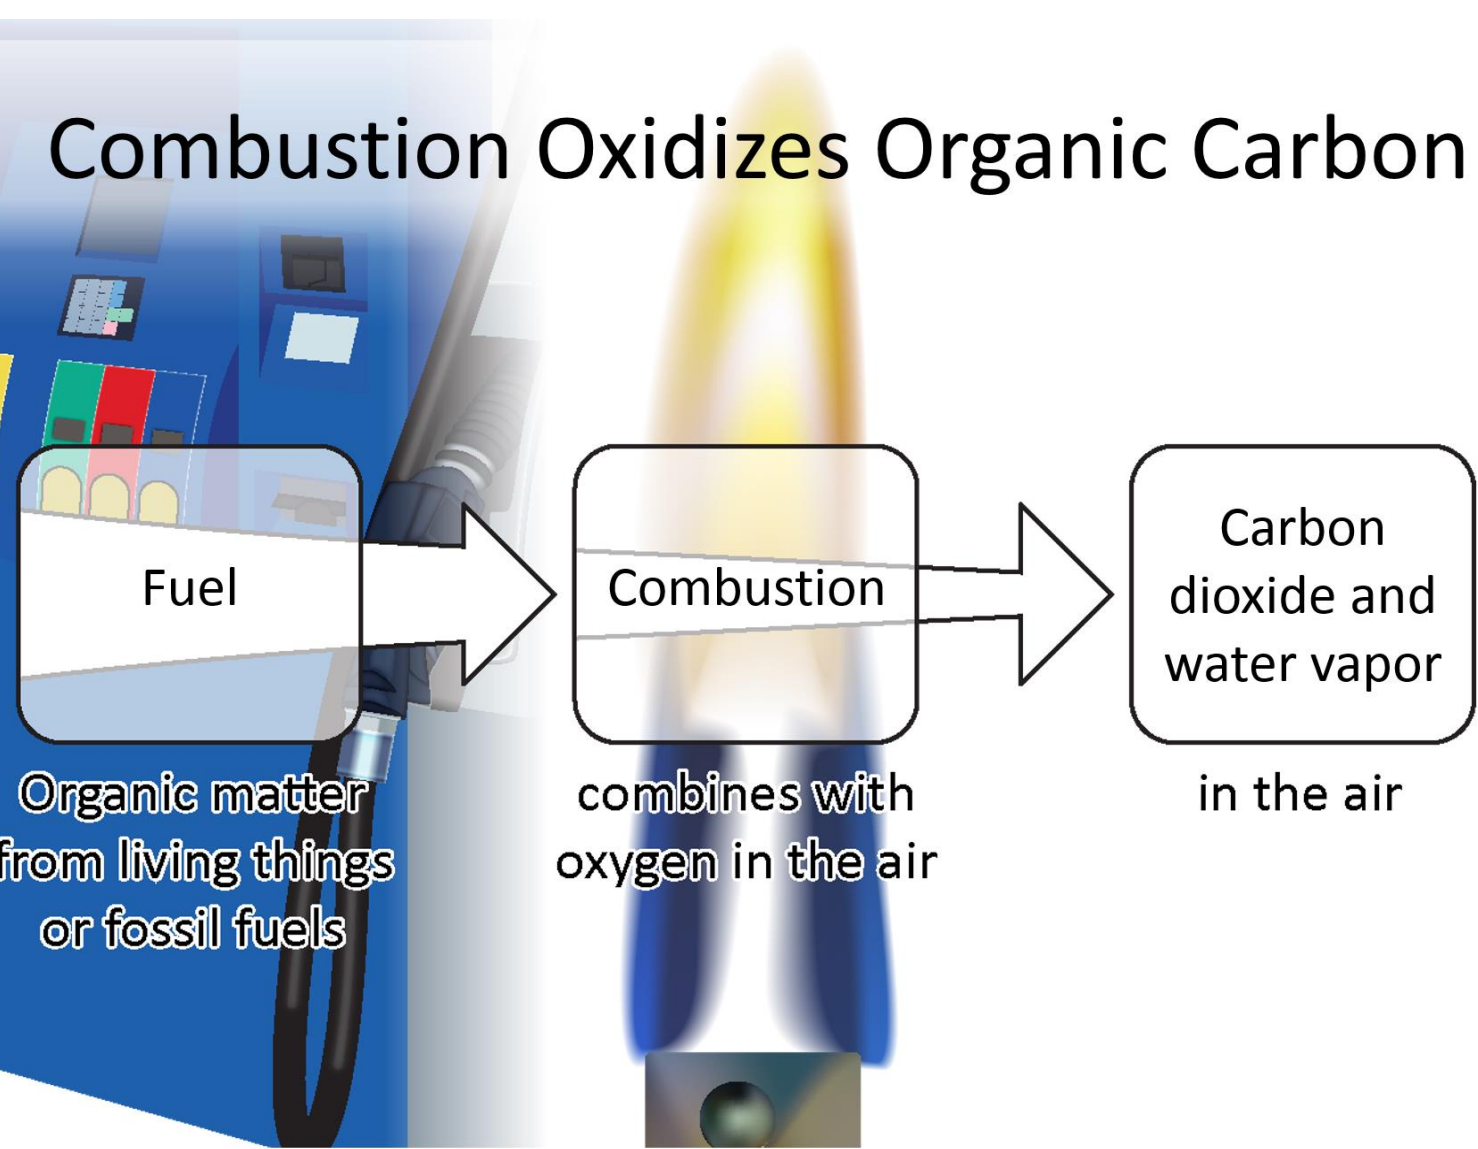 Combustion Oxidizes Organic Carbon
Fuel
Organic matter
from living things
or fossil fuels
Combustion
combines with
oxygen in the air
Carbon
dioxide and
water vapor
in the air